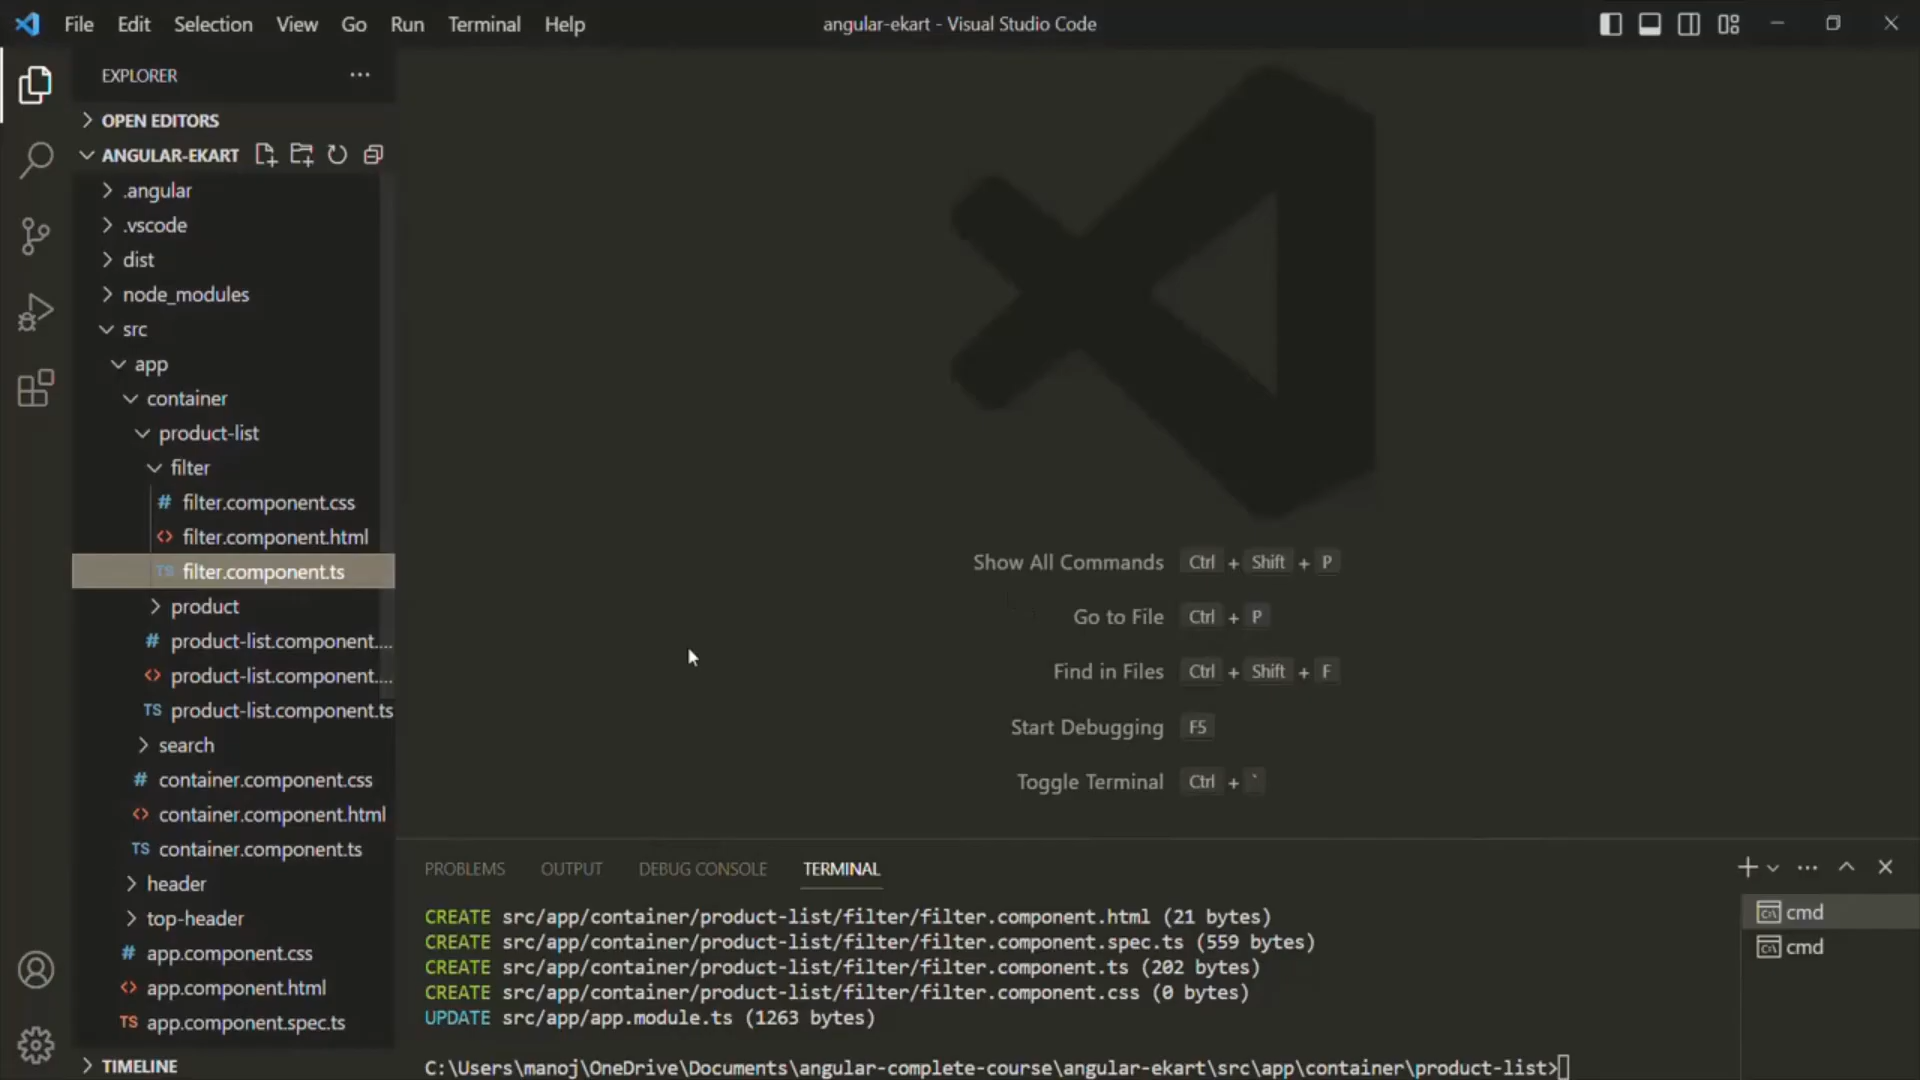 File Edit Selection View Go Run Terminal Help
angular-ekart - Visual Studio Code
EXPLORER
OPEN EDITORS
ANGULAR-EKART
.angular
.vscode
dist
node_modules
src
app
container
product-list
filter
# filter.component.css
<> filter.component.html
TS filter.component.ts
product
# product-list.component....
<> product-list.component....
TS product-list.component.ts
search
# container.component.css
<> container.component.html
TS container.component.ts
header
top-header
# app.component.css
<> app.component.html
TS app.component.spec.ts
TIMELINE
Show All Commands Ctrl + Shift + P
Go to File Ctrl + P
Find in Files Ctrl + Shift + F
Start Debugging F5
Toggle Terminal Ctrl + `
PROBLEMS OUTPUT DEBUG CONSOLE TERMINAL
CREATE src/app/container/product-list/filter/filter.component.html (21 bytes)
CREATE src/app/container/product-list/filter/filter.component.spec.ts (559 bytes)
CREATE src/app/container/product-list/filter/filter.component.ts (202 bytes)
CREATE src/app/container/product-list/filter/filter.component.css (0 bytes)
UPDATE src/app/app.module.ts (1263 bytes)
C:\Users\manoj\OneDrive\Documents\angular-complete-course\angular-ekart\src\app\container\product-list>
cmd
cmd